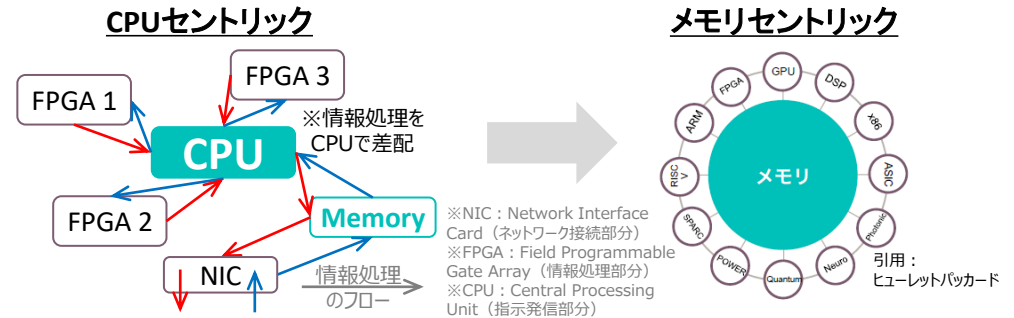 CPUセントリック
メモリセントリック
FPGA 1
FPGA 3
※情報処理を
CPUで差配
CPU
FPGA 2
Memory
NIC
情報処理
のフロー
※NIC:Network Interface
Card(ネットワーク接続部分)
※FPGA:Field Programmable
Gate Array(情報処理部分)
※CPU:Central Processing
Unit(指示発信部分)
GPU
DSP
x86
ASIC
Photonic
Neuro
Quantum
POWER
SPARC
RISC
V
ARM
FPGA
メモリ
引用:
ヒューレットパッカード